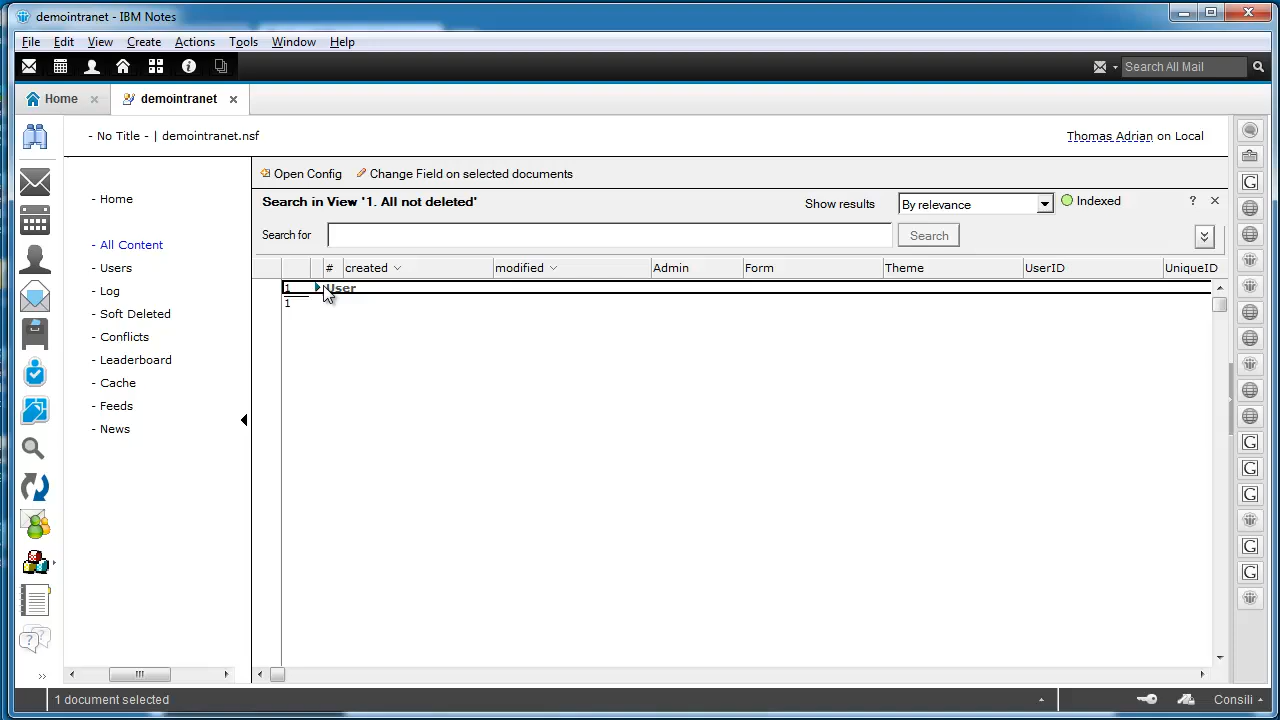 demointranet - IBM Notes
File Edit View Create Actions Tools Window Help
Search All Mail
Home demointranet
- No Title - | demointranet.nsf
Thomas Adrian on Local
Open Config Change Field on selected documents
Search in View '1. All not deleted'
Show results By relevance Indexed ?
Search for Search
# created modified Admin Form Theme UserID UniqueID
1 User
1
- Home
- All Content
- Users
- Log
- Soft Deleted
- Conflicts
- Leaderboard
- Cache
- Feeds
- News
G
G
G
G
G
G
1 document selected
Consili